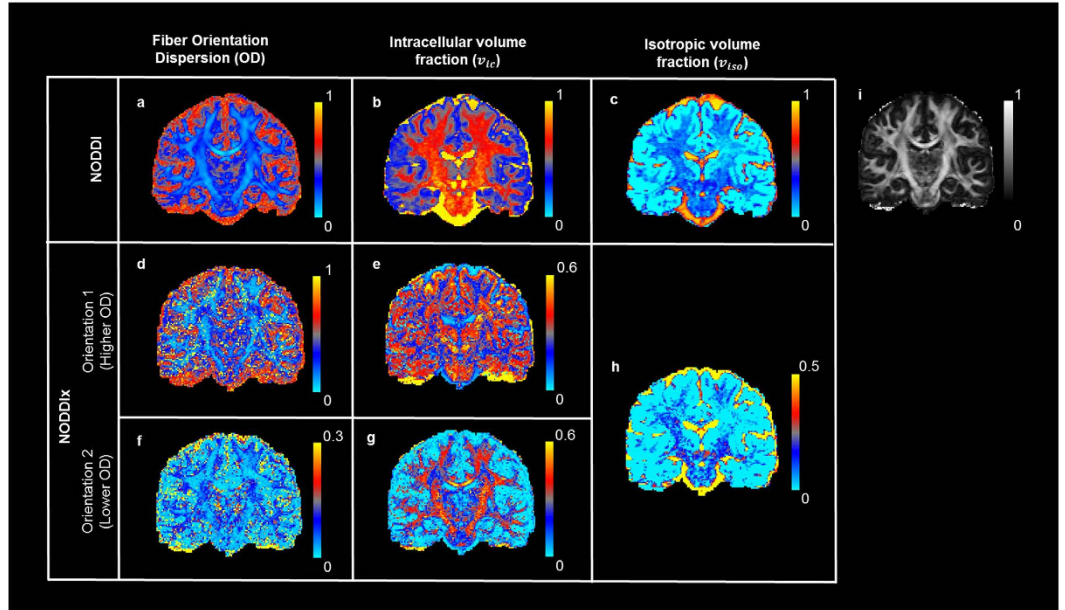 Fiber Orientation
Dispersion (OD)
Intracellular volume
fraction (v_ic)
Isotropic volume
fraction (v_iso)
NODDI
a
1
0
b
1
0
c
1
0
i
1
0
NODDIx
Orientation 1
(Higher OD)
d
1
0
e
0.6
0
h
0.5
0
Orientation 2
(Lower OD)
f
0.3
0
g
0.6
0